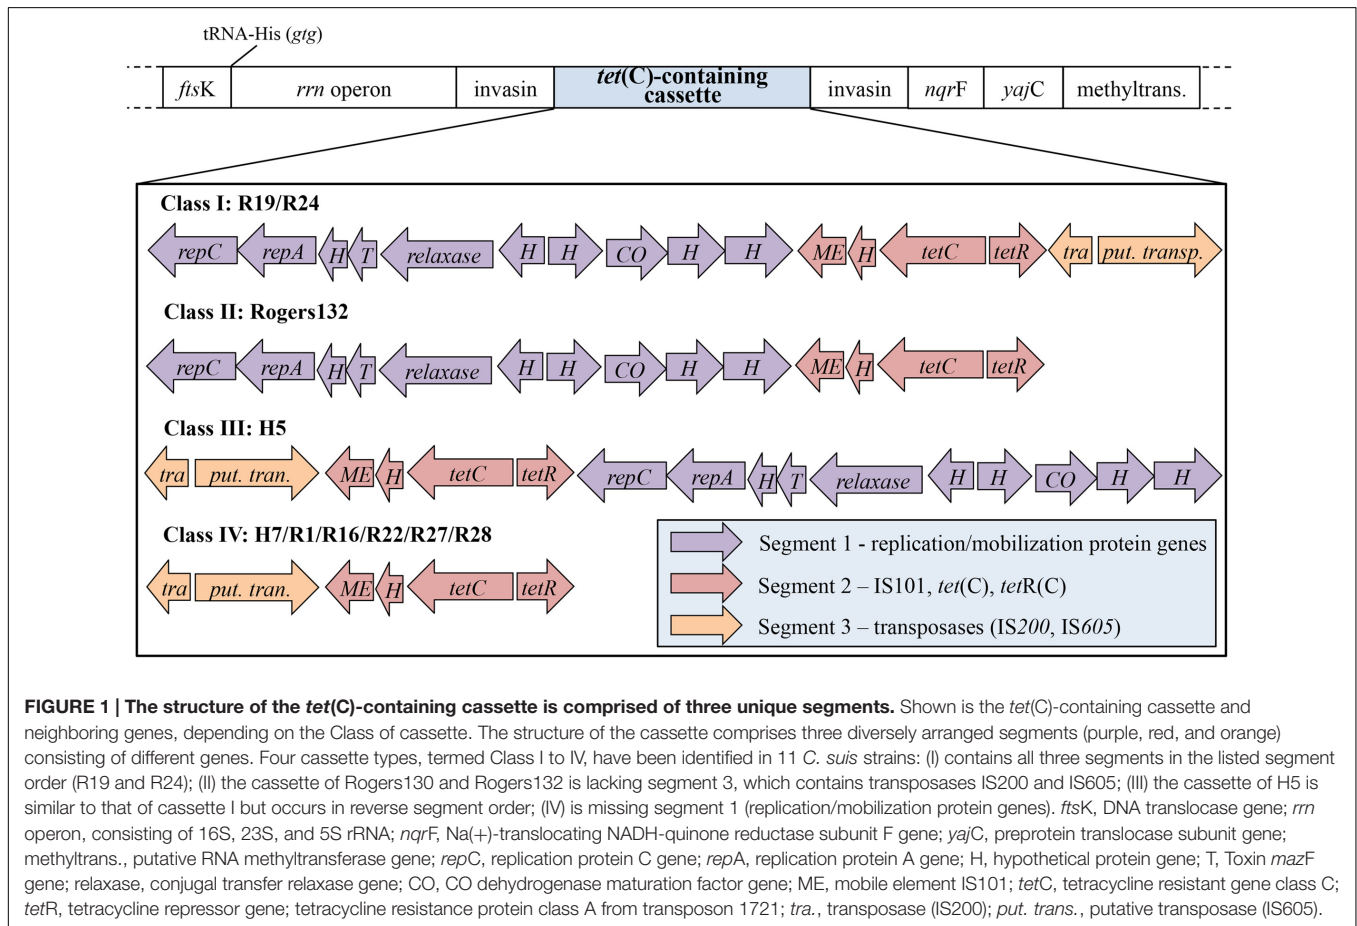 tRNA-His (gtg)
ftsK rrn operon invasin tet(C)-containing cassette invasin nqrF yajC methyltrans.
Class I: R19/R24
repC repA H T relaxase H H CO H H ME H tetC tetR tra put. transp.
Class II: Rogers132
repC repA H T relaxase H H CO H H ME H tetC tetR
Class III: H5
tra put. tran. ME H tetC tetR repC repA H T relaxase H H CO H H
Class IV: H7/R1/R16/R22/R27/R28
tra put. tran. ME H tetC tetR
Segment 1 - replication/mobilization protein genes
Segment 2 – IS101, tet(C), tetR(C)
Segment 3 – transposases (IS200, IS605)
FIGURE 1 | The structure of the tet(C)-containing cassette is comprised of three unique segments. Shown is the tet(C)-containing cassette and
neighboring genes, depending on the Class of cassette. The structure of the cassette comprises three diversely arranged segments (purple, red, and orange)
consisting of different genes. Four cassette types, termed Class I to IV, have been identified in 11 C. suis strains: (I) contains all three segments in the listed segment
order (R19 and R24); (II) the cassette of Rogers130 and Rogers132 is lacking segment 3, which contains transposases IS200 and IS605; (III) the cassette of H5 is
similar to that of cassette I but occurs in reverse segment order; (IV) is missing segment 1 (replication/mobilization protein genes). ftsK, DNA translocase gene; rrn
operon, consisting of 16S, 23S, and 5S rRNA; nqrF, Na(+)-translocating NADH-quinone reductase subunit F gene; yajC, preprotein translocase subunit gene;
methyltrans., putative RNA methyltransferase gene; repC, replication protein C gene; repA, replication protein A gene; H, hypothetical protein gene; T, Toxin mazF
gene; relaxase, conjugal transfer relaxase gene; CO, CO dehydrogenase maturation factor gene; ME, mobile element IS101; tetC, tetracycline resistant gene class C;
tetR, tetracycline repressor gene; tetracycline resistance protein class A from transposon 1721; tra., transposase (IS200); put. trans., putative transposase (IS605).